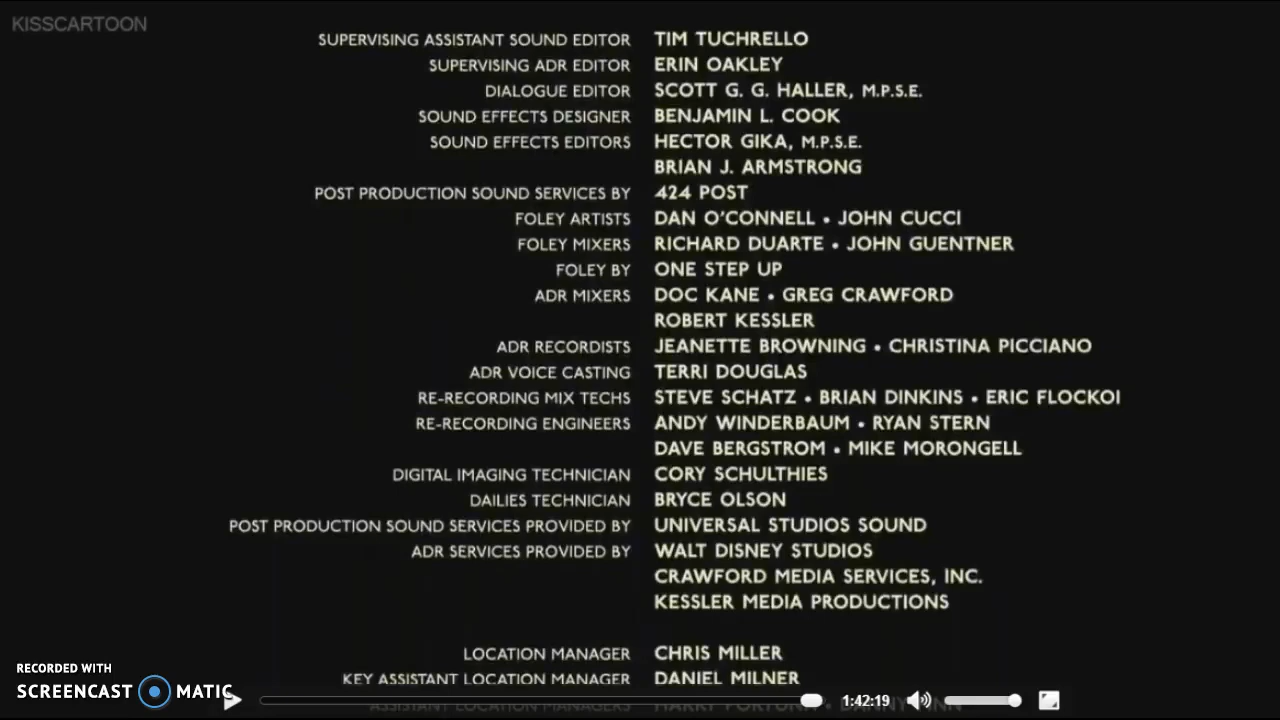 KISSCARTOON
SUPERVISING ASSISTANT SOUND EDITOR TIM TUCHRELLO
SUPERVISING ADR EDITOR ERIN OAKLEY
DIALOGUE EDITOR SCOTT G. G. HALLER, M.P.S.E.
SOUND EFFECTS DESIGNER BENJAMIN L. COOK
SOUND EFFECTS EDITORS HECTOR GIKA, M.P.S.E.
BRIAN J. ARMSTRONG
POST PRODUCTION SOUND SERVICES BY 424 POST
FOLEY ARTISTS DAN O'CONNELL • JOHN CUCCI
FOLEY MIXERS RICHARD DUARTE • JOHN GUENTNER
FOLEY BY ONE STEP UP
ADR MIXERS DOC KANE • GREG CRAWFORD
ROBERT KESSLER
ADR RECORDISTS JEANETTE BROWNING • CHRISTINA PICCIANO
ADR VOICE CASTING TERRI DOUGLAS
RE-RECORDING MIX TECHS STEVE SCHATZ • BRIAN DINKINS • ERIC FLOCKOI
RE-RECORDING ENGINEERS ANDY WINDERBAUM • RYAN STERN
DAVE BERGSTROM • MIKE MORONGELL
DIGITAL IMAGING TECHNICIAN CORY SCHULTHIES
DAILIES TECHNICIAN BRYCE OLSON
POST PRODUCTION SOUND SERVICES PROVIDED BY UNIVERSAL STUDIOS SOUND
ADR SERVICES PROVIDED BY WALT DISNEY STUDIOS
CRAWFORD MEDIA SERVICES, INC.
KESSLER MEDIA PRODUCTIONS
LOCATION MANAGER CHRIS MILLER
KEY ASSISTANT LOCATION MANAGER DANIEL MILNER
ASSISTANT LOCATION MANAGERS HARRY
RECORDED WITH
SCREENCAST MATIC
1:42:19